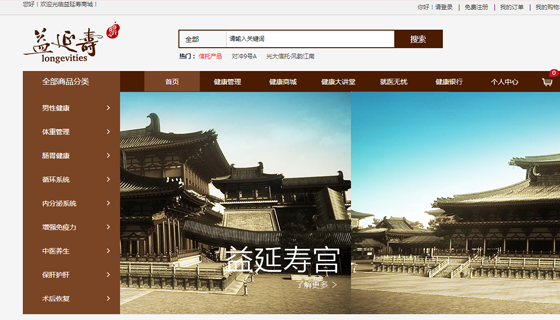 您好！欢迎光临益延寿商城！
你好！请登录 | 免费注册 | 我的订单 | 我的购物
益延寿
longevities
全部 请输入关键词 搜索
热门： 信托产品 对冲9号A 光大信托·凤韵江南
全部商品分类 首页 健康管理 健康商城 健康大讲堂 就医无忧 健康银行 个人中心 0
男性健康 >
体重管理 >
肠胃健康 >
循环系统 >
内分泌系统 >
增强免疫力 >
中医养生 >
保肝护肝 >
术后恢复 >
益延寿宫
了解更多 >